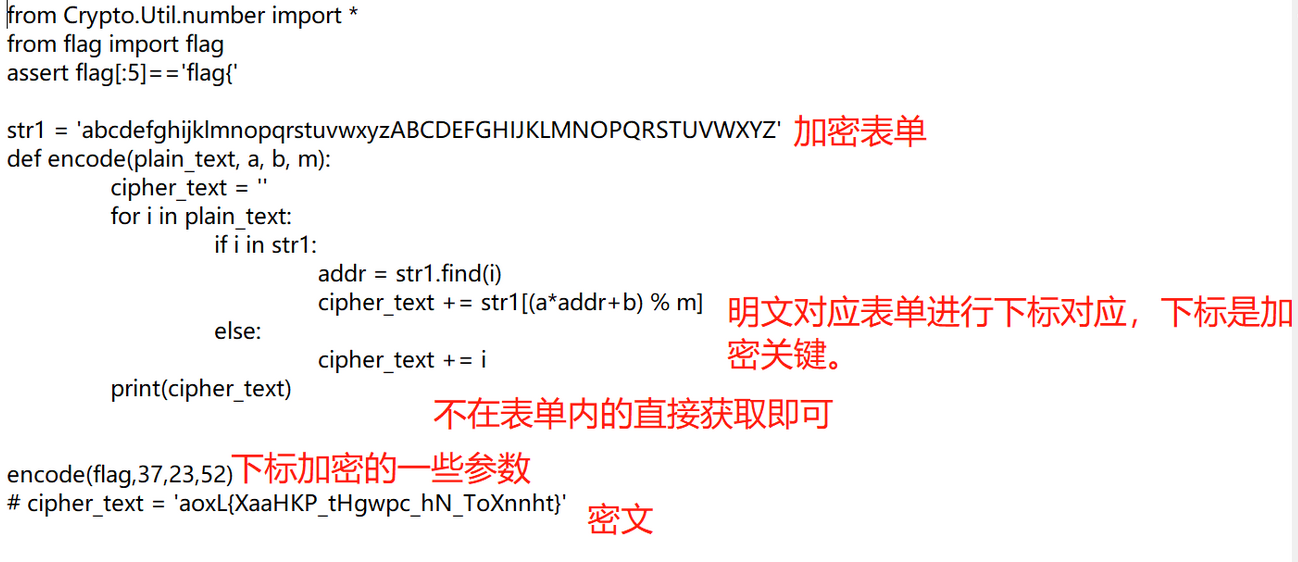 from Crypto.Util.number import *
from flag import flag
assert flag[:5]=='flag{'
str1 = 'abcdefghijklmnopqrstuvwxyzABCDEFGHIJKLMNOPQRSTUVWXYZ' 加密表单
def encode(plain_text, a, b, m):
cipher_text = ''
for i in plain_text:
if i in str1:
addr = str1.find(i)
cipher_text += str1[(a*addr+b) % m] 明文对应表单进行下标对应，下标是加
密关键。
else:
cipher_text += i
print(cipher_text)
不在表单内的直接获取即可
encode(flag,37,23,52)下标加密的一些参数
# cipher_text = 'aoxL{XaaHKP_tHgwpc_hN_ToXnnht}'
密文